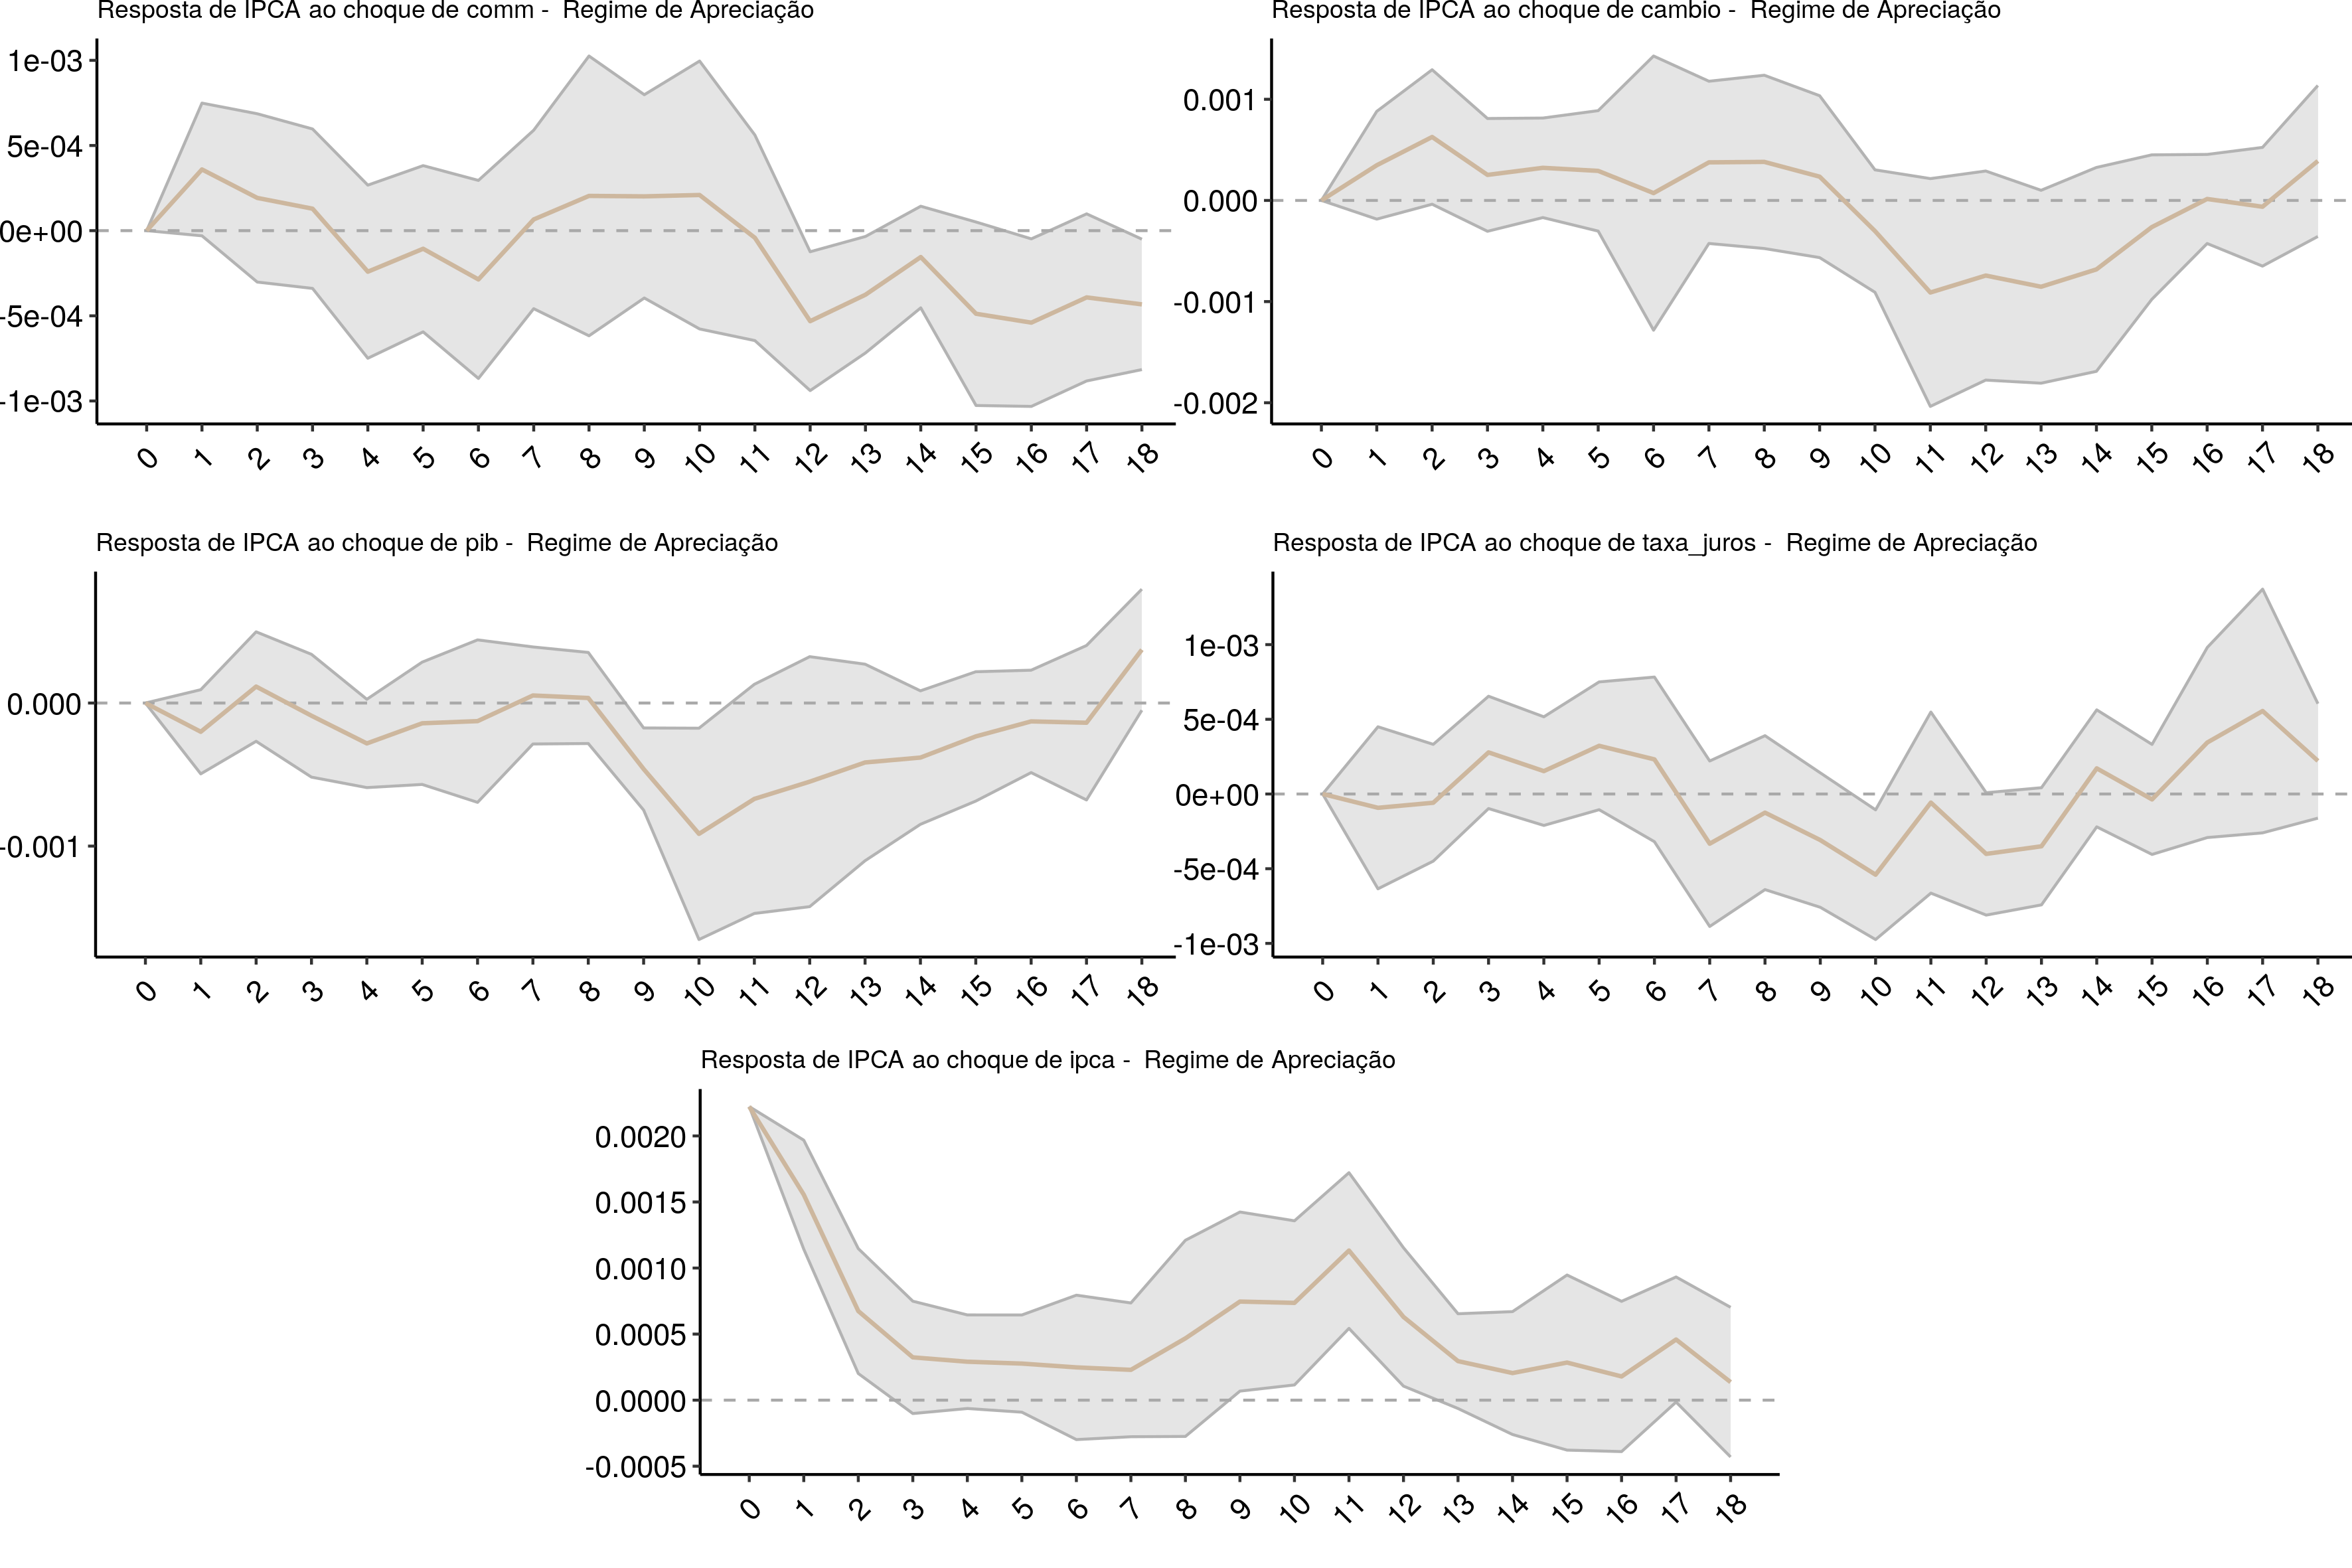 Resposta de IPCA ao choque de comm -  Regime de Apreciação
1e-03
5e-04
0e+00
-5e-04
-1e-03
0 1 2 3 4 5 6 7 8 9 10 11 12 13 14 15 16 17 18
Resposta de IPCA ao choque de cambio -  Regime de Apreciação
0.001
0.000
-0.001
-0.002
0 1 2 3 4 5 6 7 8 9 10 11 12 13 14 15 16 17 18
Resposta de IPCA ao choque de pib -  Regime de Apreciação
0.000
-0.001
0 1 2 3 4 5 6 7 8 9 10 11 12 13 14 15 16 17 18
Resposta de IPCA ao choque de taxa_juros -  Regime de Apreciação
1e-03
5e-04
0e+00
-5e-04
-1e-03
0 1 2 3 4 5 6 7 8 9 10 11 12 13 14 15 16 17 18
Resposta de IPCA ao choque de ipca -  Regime de Apreciação
0.0020
0.0015
0.0010
0.0005
0.0000
-0.0005
0 1 2 3 4 5 6 7 8 9 10 11 12 13 14 15 16 17 18